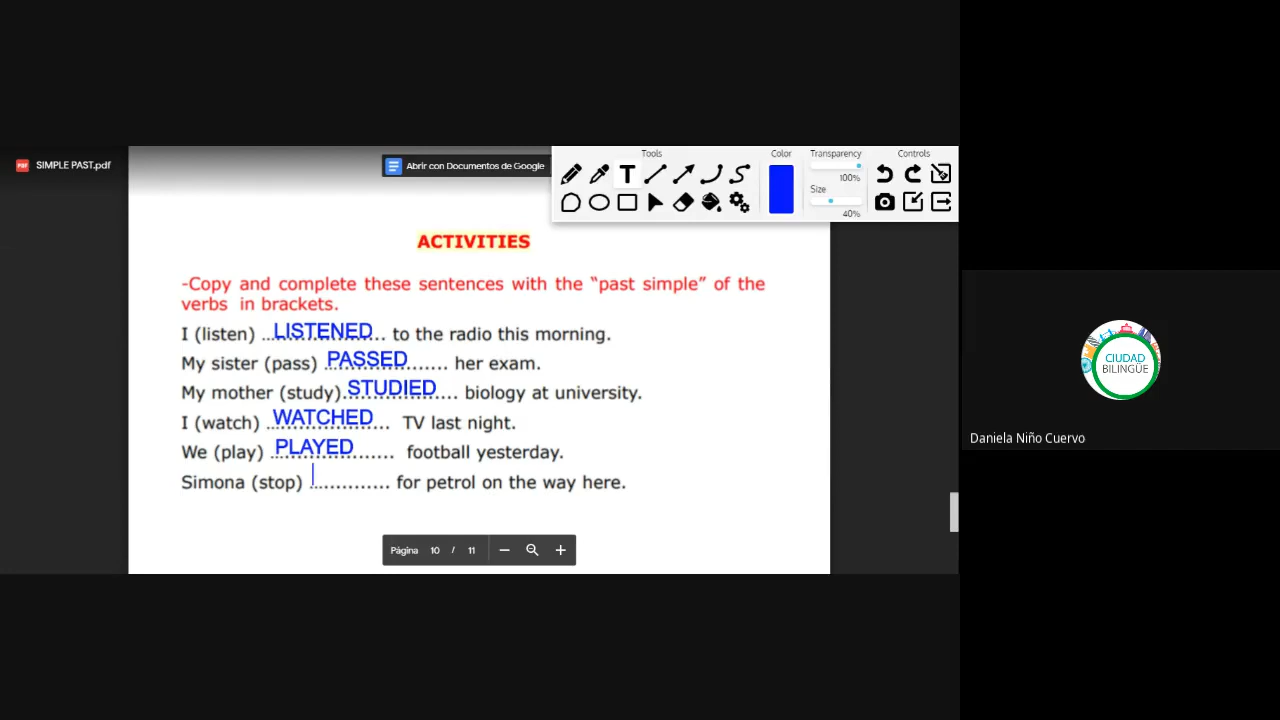 SIMPLE PAST.pdf
Abrir con Documentos de Google
Tools
Color
Transparency
Controls
100%
Size
40%
ACTIVITIES
-Copy and complete these sentences with the “past simple” of the
verbs in brackets.
I (listen) ...LISTENED... to the radio this morning.
My sister (pass) PASSED....... her exam.
My mother (study).STUDIED.... biology at university.
I (watch) ...WATCHED... TV last night.
We (play) ...PLAYED....... football yesterday.
Simona (stop) .............. for petrol on the way here.
Página 10 / 11
CIUDAD
BILINGÜE
Daniela Niño Cuervo